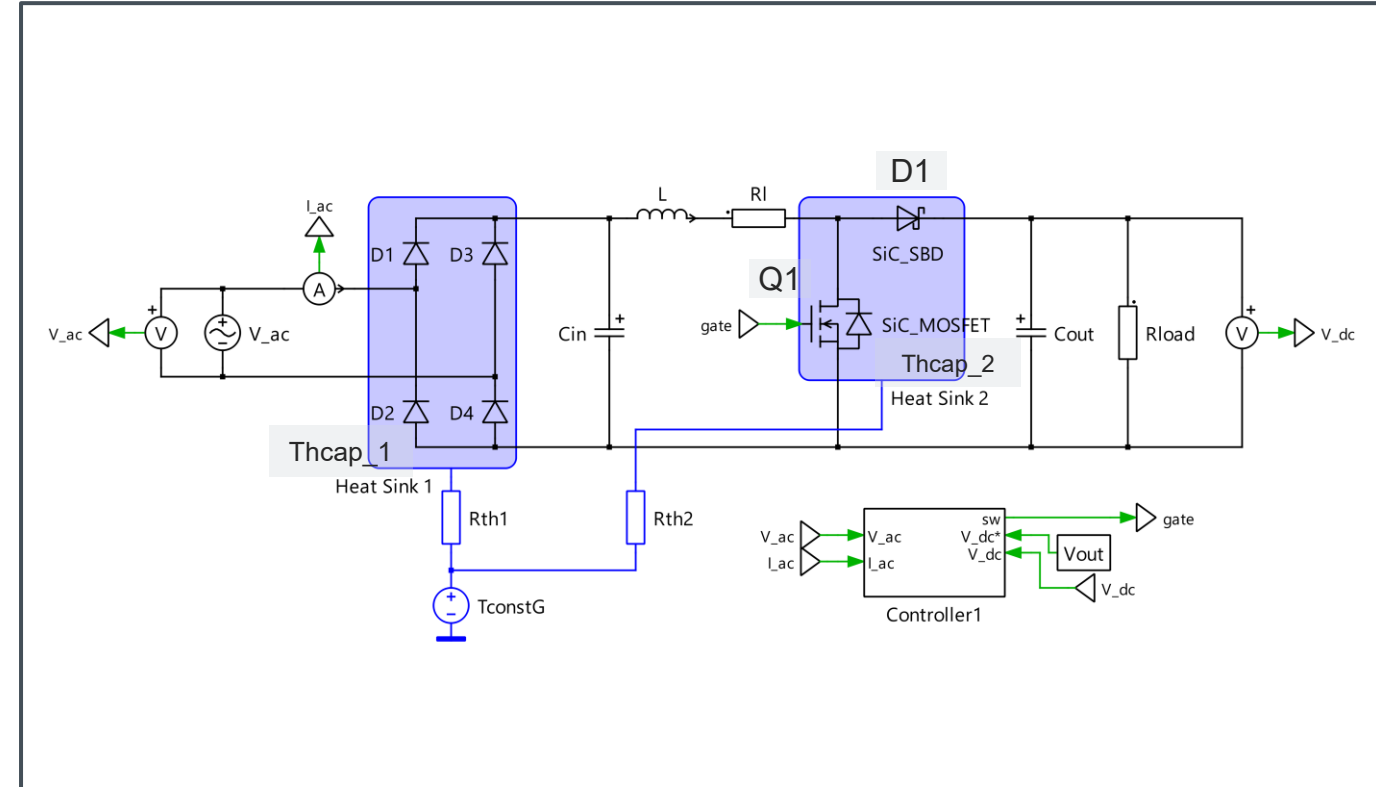 D1
I_ac
L
Rl
D1
D3
SiC_SBD
Q1
A
V_ac
V
V_ac
gate
SiC_MOSFET
Cin
Cout
Rload
V
V_dc
Thcap_2
Heat Sink 2
D2
D4
Thcap_1
Heat Sink 1
Rth1
Rth2
sw
gate
V_ac
V_ac
V_dc*
Vout
I_ac
I_ac
V_dc
V_dc
TconstG
Controller1